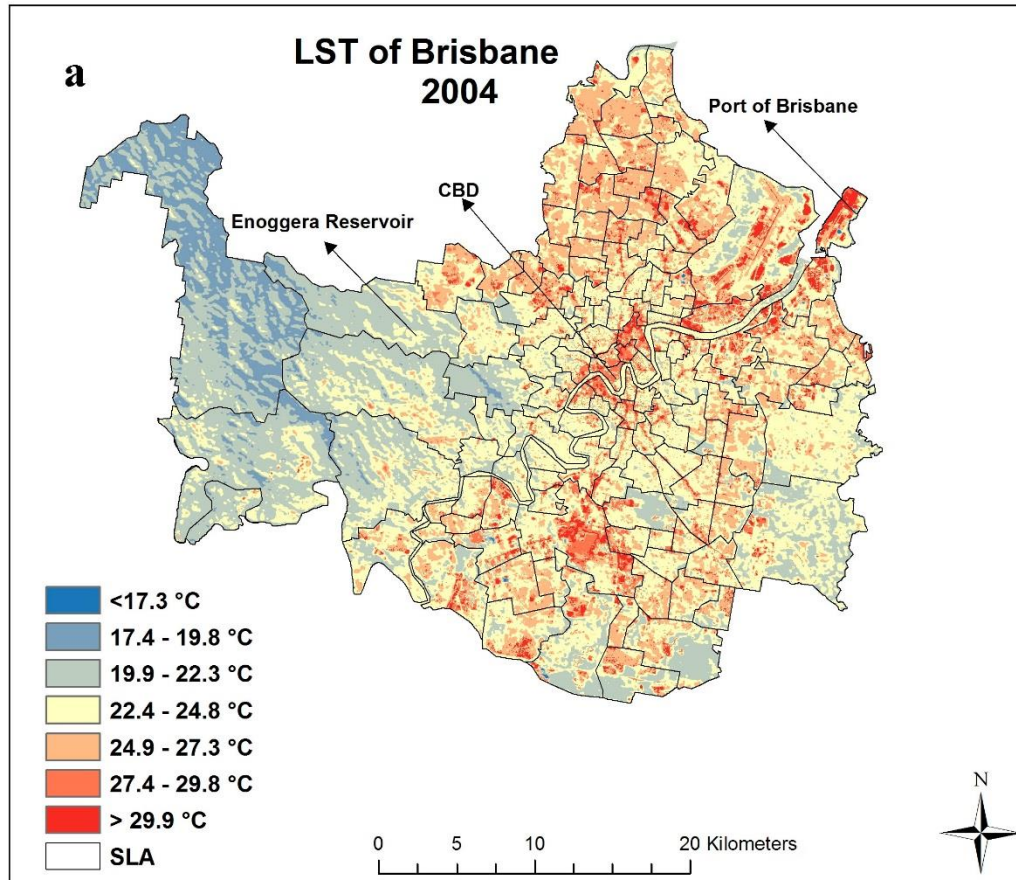 a
LST of Brisbane
2004
Port of Brisbane
CBD
Enoggera Reservoir
<17.3 °C
17.4 - 19.8 °C
19.9 - 22.3 °C
22.4 - 24.8 °C
24.9 - 27.3 °C
27.4 - 29.8 °C
> 29.9 °C
SLA
0 5 10 20 Kilometers
N